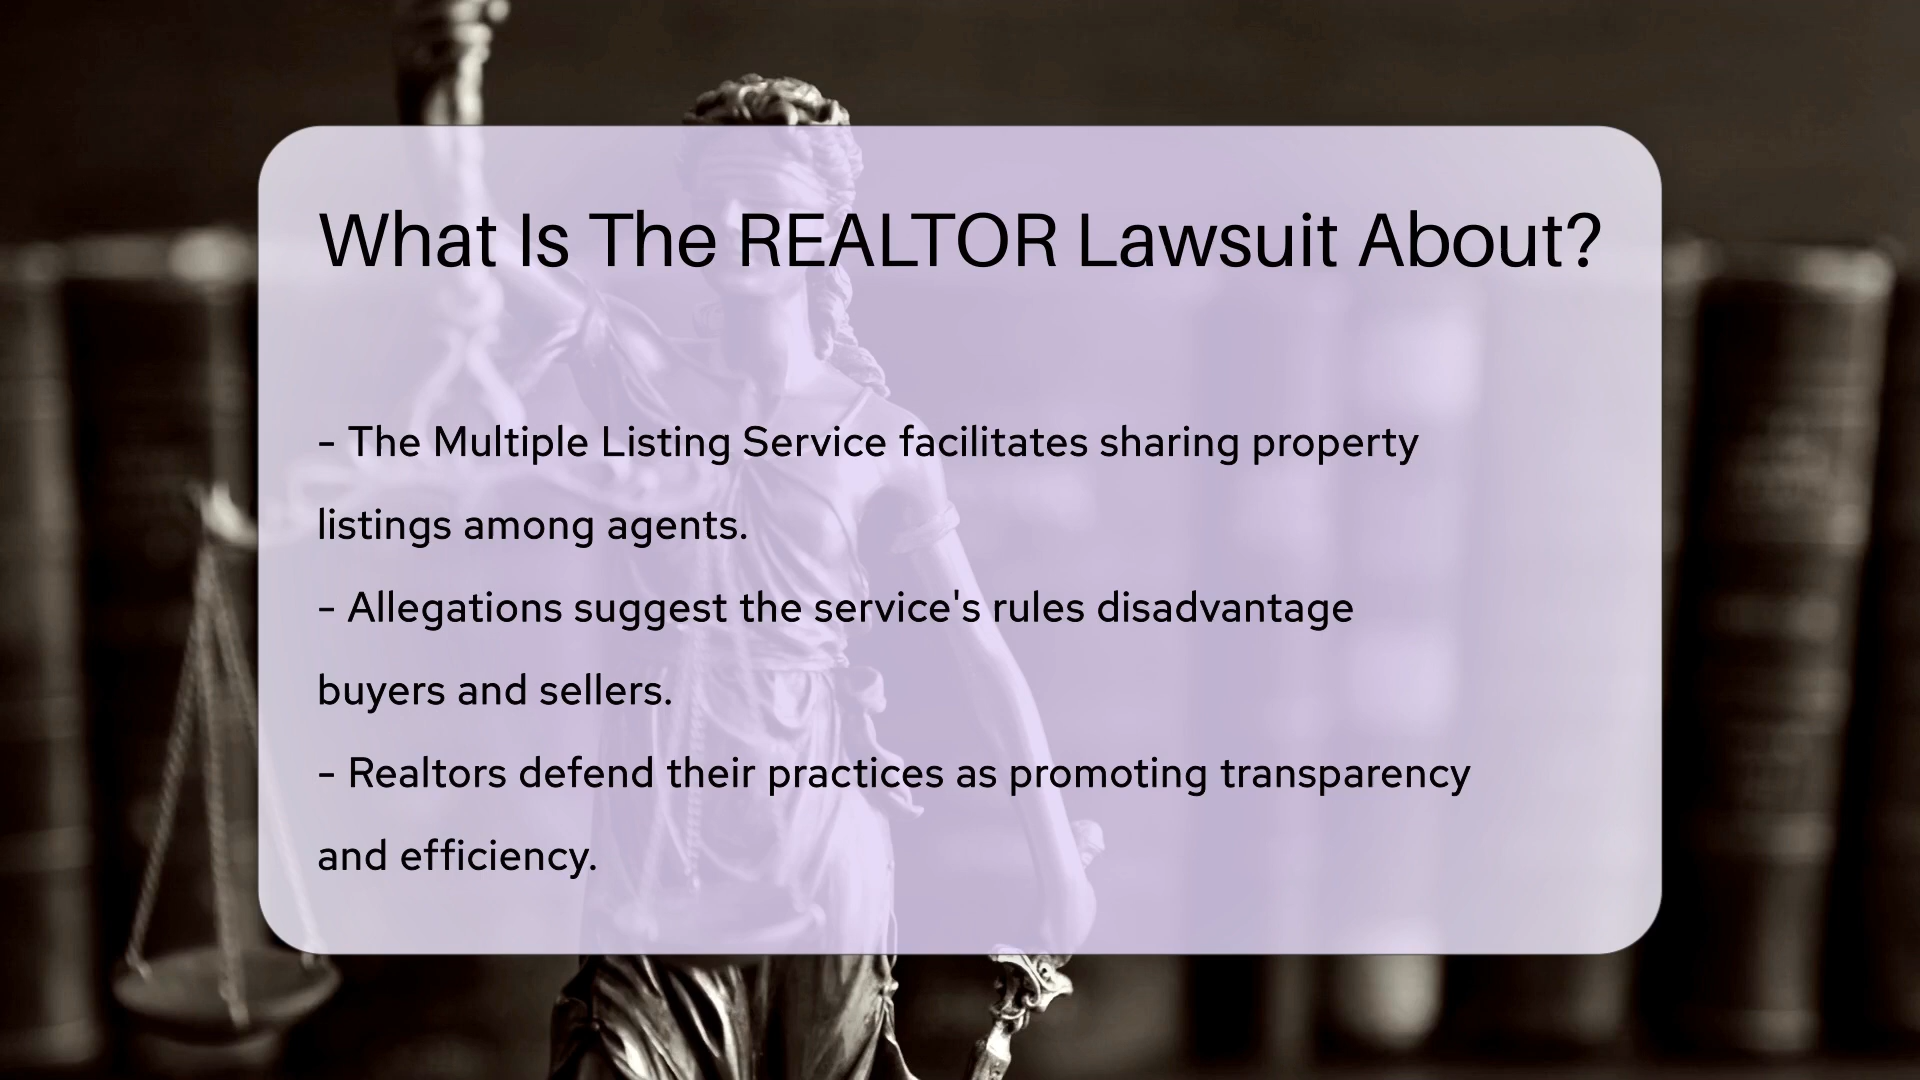 What Is The REALTOR Lawsuit About?
- The Multiple Listing Service facilitates sharing property
listings among agents.
- Allegations suggest the service's rules disadvantage
buyers and sellers.
- Realtors defend their practices as promoting transparency
and efficiency.